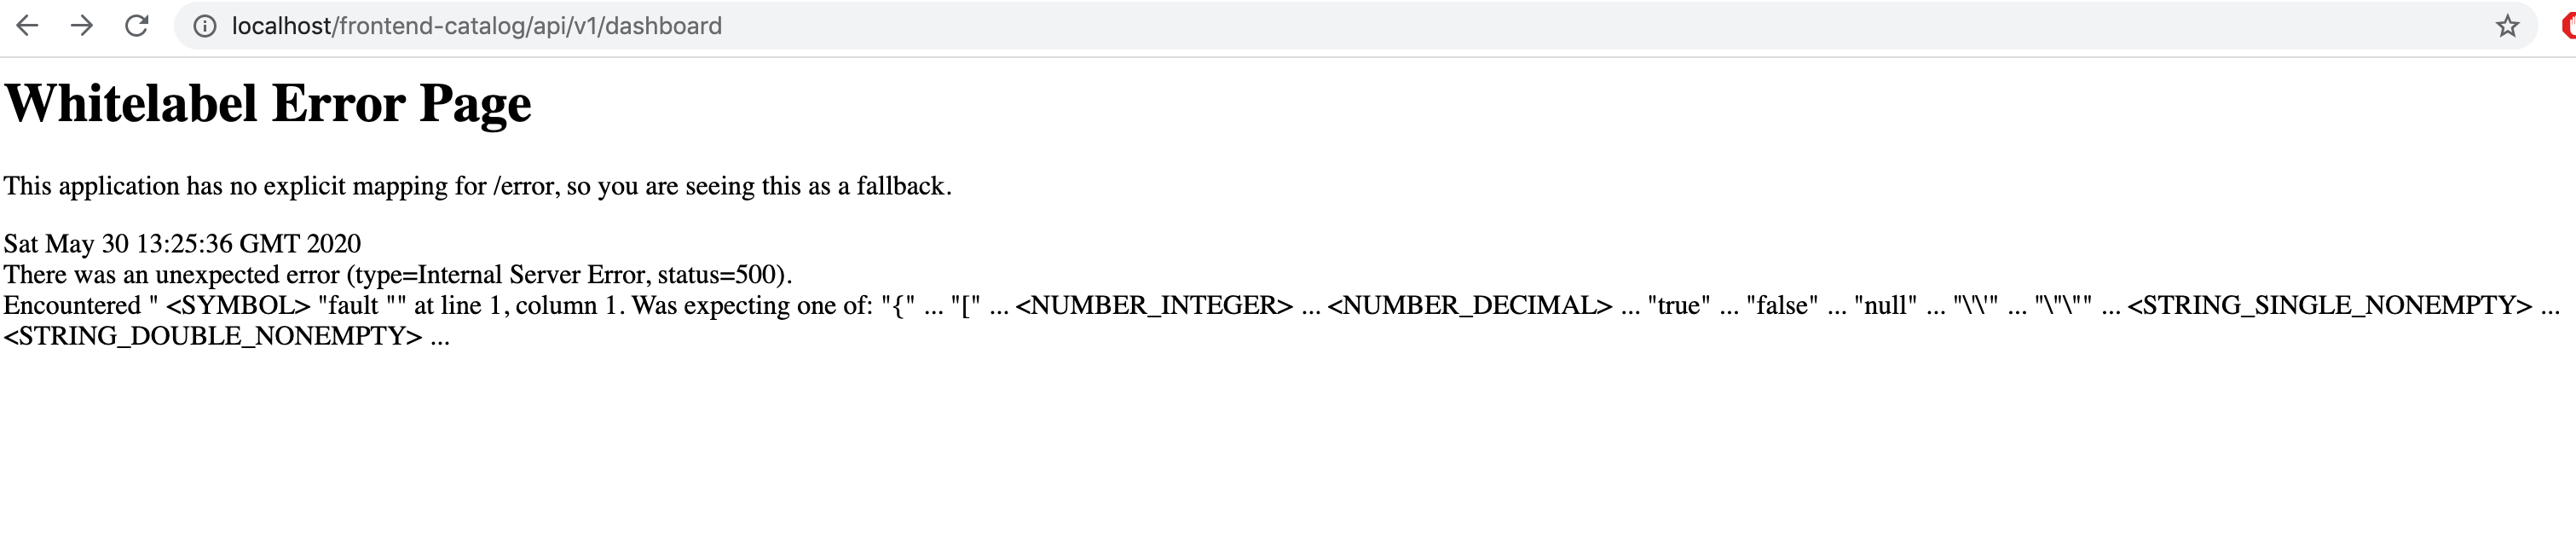 localhost/frontend-catalog/api/v1/dashboard
Whitelabel Error Page
This application has no explicit mapping for /error, so you are seeing this as a fallback.
Sat May 30 13:25:36 GMT 2020
There was an unexpected error (type=Internal Server Error, status=500).
Encountered " <SYMBOL> "fault "" at line 1, column 1. Was expecting one of: "{" ... "[" ... <NUMBER_INTEGER> ... <NUMBER_DECIMAL> ... "true" ... "false" ... "null" ... "\'\'" ... "\"\"" ... <STRING_SINGLE_NONEMPTY> ...
<STRING_DOUBLE_NONEMPTY> ...